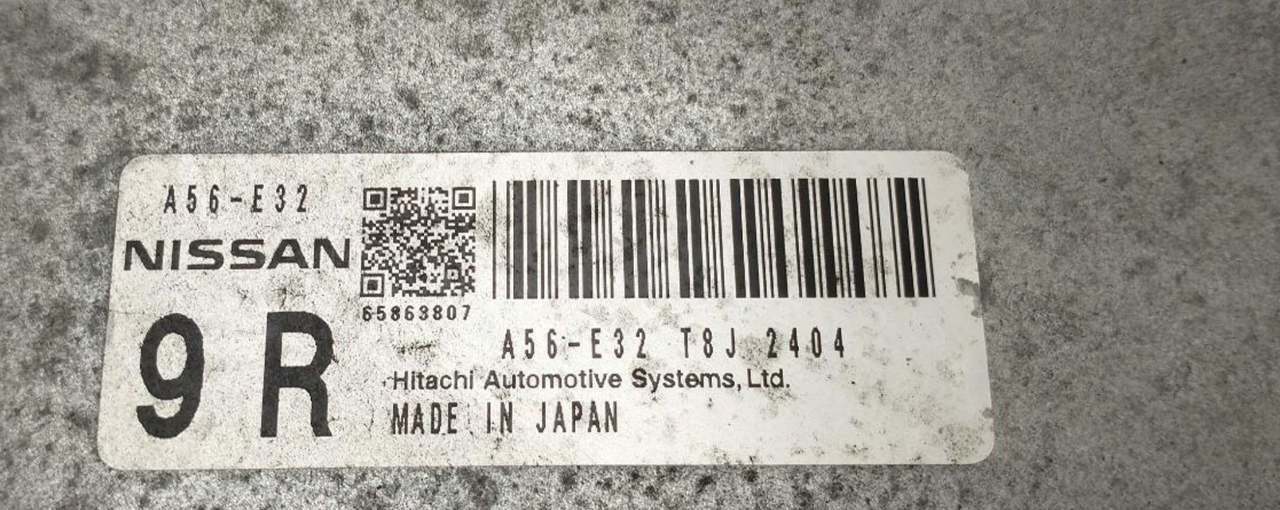 A56-E32
NISSAN
9 R
65863807
A56-E32 T8J 2404
Hitachi Automotive Systems, Ltd.
MADE IN JAPAN